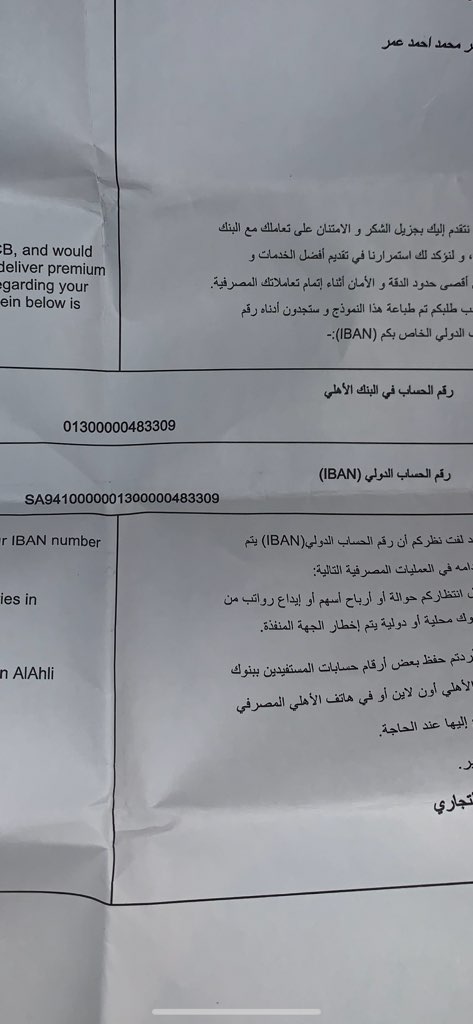 محمد أحمد عمر
نتقدم إليك بجزيل الشكر و الامتنان على تعاملك مع البنك
، و لنؤكد لك استمرارنا في تقديم أفضل الخدمات و
أقصى حدود الدقة و الأمان أثناء إتمام تعاملاتك المصرفية.
طلبكم تم طباعة هذا النموذج و ستجدون أدناه رقم
الدولي الخاص بكم (IBAN):-
CB, and would
deliver premium
egarding your
ein below is
رقم الحساب في البنك الأهلي
01300000483309
رقم الحساب الدولي (IBAN)
SA9410000001300000483309
لفت نظركم أن رقم الحساب الدولي(IBAN) يتم
امه في العمليات المصرفية التالية:
انتظاركم حوالة أو أرباح أسهم أو إيداع رواتب من
وك محلية أو دولية يتم إخطار الجهة المنفذة.
ردتم حفظ بعض أرقام حسابات المستفيدين ببنوك
الأهلي أون لاين أو في هاتف الأهلي المصرفي
إليها عند الحاجة.
ير.
تجاري
r IBAN number
ies in
n AlAhli